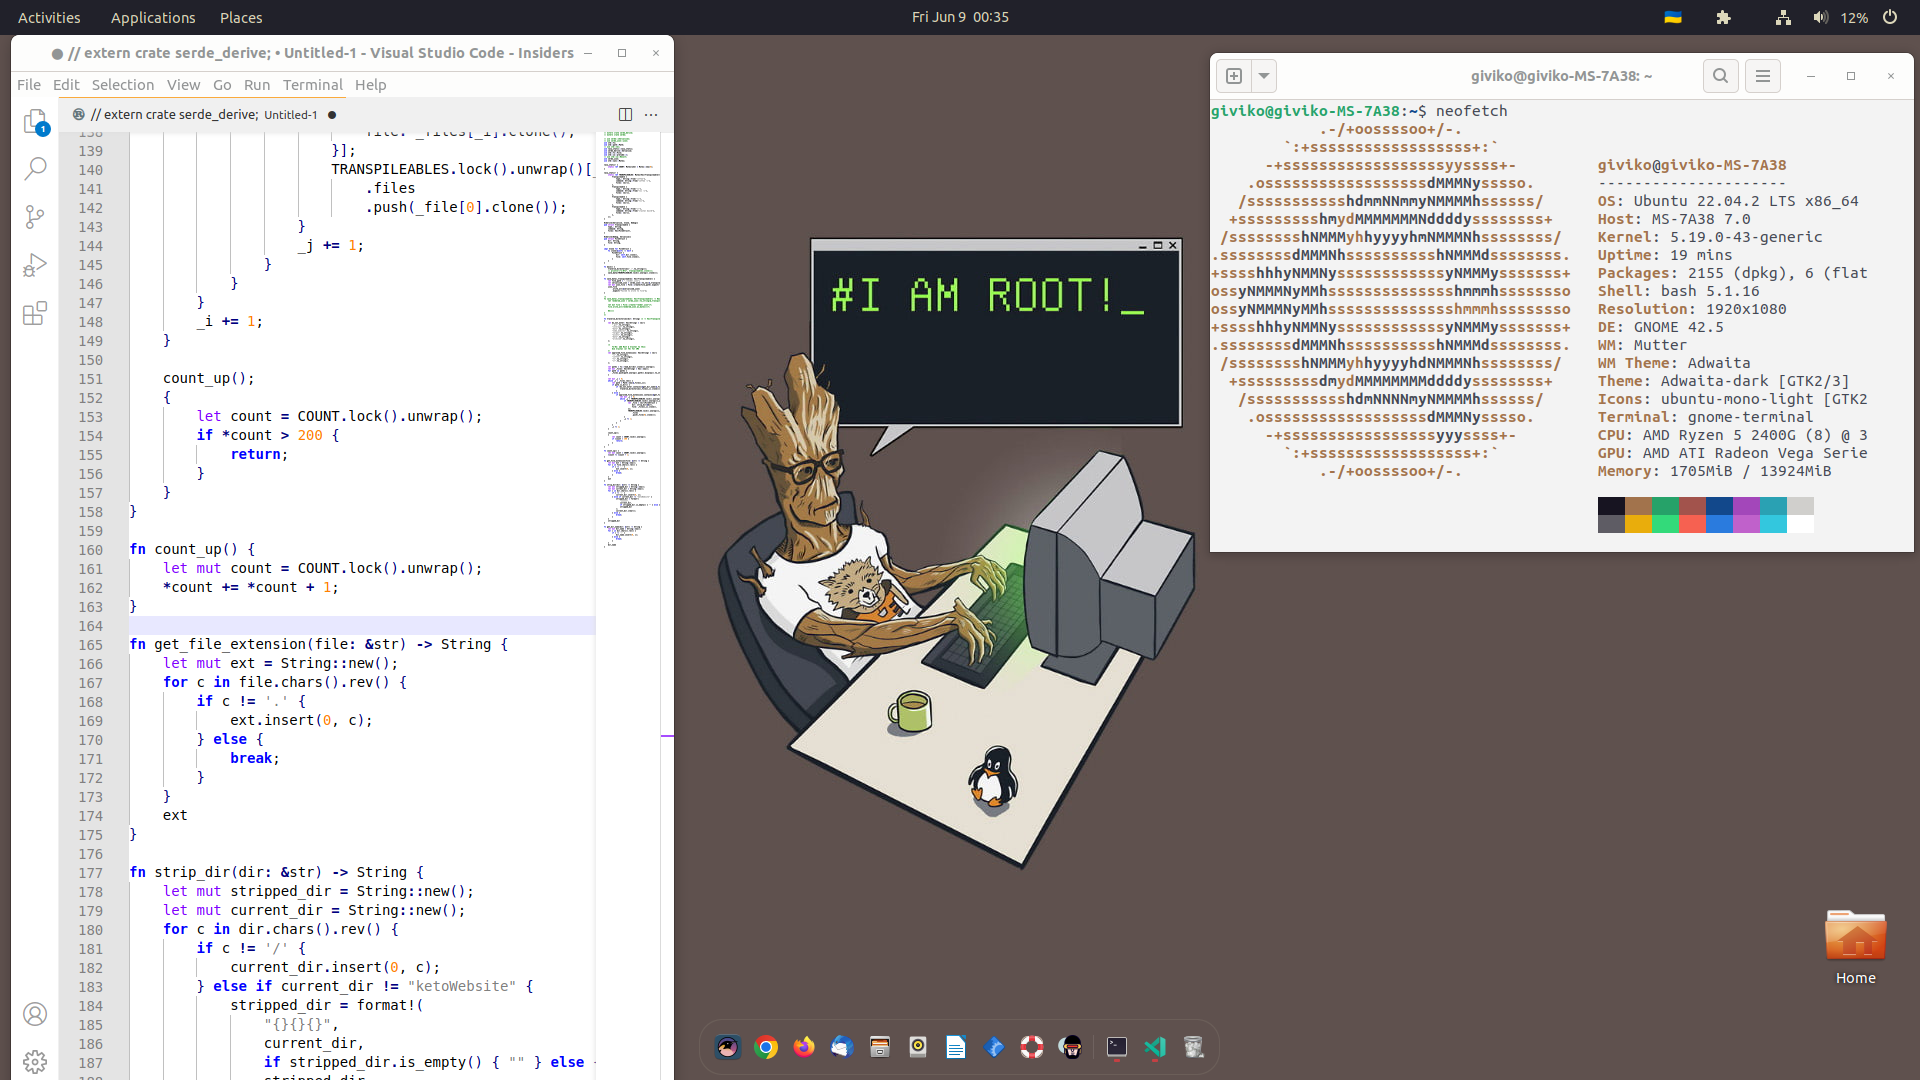 Activities Applications Places
Fri Jun 9 00:35
12%
● // extern crate serde_derive; • Untitled-1 - Visual Studio Code - Insiders
File Edit Selection View Go Run Terminal Help
1
// extern crate serde_derive; Untitled-1 ●
138 file: _files[_i].clone(),
139 }];
140 TRANSPILEABLES.lock().unwrap()[_
141 .files
142 .push(_file[0].clone());
143 }
144 _j += 1;
145 }
146 }
147 }
148 _i += 1;
149 }
150
151 count_up();
152 {
153 let count = COUNT.lock().unwrap();
154 if *count > 200 {
155 return;
156 }
157 }
158 }
159
160 fn count_up() {
161 let mut count = COUNT.lock().unwrap();
162 *count += *count + 1;
163 }
164
165 fn get_file_extension(file: &str) -> String {
166 let mut ext = String::new();
167 for c in file.chars().rev() {
168 if c != '.' {
169 ext.insert(0, c);
170 } else {
171 break;
172 }
173 }
174 ext
175 }
176
177 fn strip_dir(dir: &str) -> String {
178 let mut stripped_dir = String::new();
179 let mut current_dir = String::new();
180 for c in dir.chars().rev() {
181 if c != '/' {
182 current_dir.insert(0, c);
183 } else if current_dir != "ketoWebsite" {
184 stripped_dir = format!(
185 "{}{}{}",
186 current_dir,
187 if stripped_dir.is_empty() { "" } else
188 stripped_dir
#I AM ROOT!_
giviko@giviko-MS-7A38: ~
giviko@giviko-MS-7A38:~$ neofetch
.-/+oossssoo+/-.
`:+ssssssssssssssssss+:`
-+ssssssssssssssssssyyssss+-
.ossssssssssssssssssdMMMNysssso.
/ssssssssssshdmmNNmmyNMMMMhssssss/
+ssssssssshmydMMMMMMMNddddyssssssss+
/sssssssshNMMMyhhyyyyhmNMMMNhssssssss/
.ssssssssdMMMNhsssssssssshNMMMdssssssss.
+sssshhhyNMMNyssssssssssssyNMMMysssssss+
ossyNMMMNyMMhsssssssssssssshmmmhssssssso
ossyNMMMNyMMhsssssssssssssshmmmhssssssso
+sssshhhyNMMNyssssssssssssyNMMMysssssss+
.ssssssssdMMMNhsssssssssshNMMMdssssssss.
/sssssssshNMMMyhhyyyyhdNMMMNhssssssss/
+sssssssssdmydMMMMMMMMddddyssssssss+
/ssssssssssshdmNNNNmyNMMMMhssssss/
.ossssssssssssssssssdMMMNysssso.
-+sssssssssssssssssyyyssss+-
`:+ssssssssssssssssss+:`
.-/+oossssoo+/-.
giviko@giviko-MS-7A38
---------------------
OS: Ubuntu 22.04.2 LTS x86_64
Host: MS-7A38 7.0
Kernel: 5.19.0-43-generic
Uptime: 19 mins
Packages: 2155 (dpkg), 6 (flat
Shell: bash 5.1.16
Resolution: 1920x1080
DE: GNOME 42.5
WM: Mutter
WM Theme: Adwaita
Theme: Adwaita-dark [GTK2/3]
Icons: ubuntu-mono-light [GTK2
Terminal: gnome-terminal
CPU: AMD Ryzen 5 2400G (8) @ 3
GPU: AMD ATI Radeon Vega Serie
Memory: 1705MiB / 13924MiB
Home